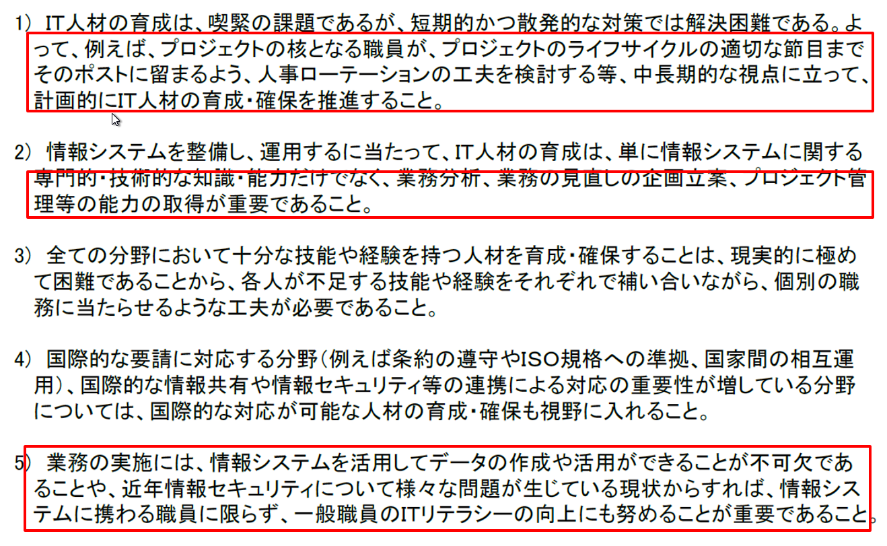 1） IT人材の育成は、喫緊の課題であるが、短期的かつ散発的な対策では解決困難である。よ
って、例えば、プロジェクトの核となる職員が、プロジェクトのライフサイクルの適切な節目まで
そのポストに留まるよう、人事ローテーションの工夫を検討する等、中長期的な視点に立って、
計画的にIT人材の育成・確保を推進すること。
2） 情報システムを整備し、運用するに当たって、IT人材の育成は、単に情報システムに関する
専門的・技術的な知識・能力だけでなく、業務分析、業務の見直しの企画立案、プロジェクト管
理等の能力の取得が重要であること。
3） 全ての分野において十分な技能や経験を持つ人材を育成・確保することは、現実的に極め
て困難であることから、各人が不足する技能や経験をそれぞれで補い合いながら、個別の職
務に当たらせるような工夫が必要であること。
4） 国際的な要請に対応する分野（例えば条約の遵守やISO規格への準拠、国家間の相互運
用）、国際的な情報共有や情報セキュリティ等の連携による対応の重要性が増している分野
については、国際的な対応が可能な人材の育成・確保も視野に入れること。
5） 業務の実施には、情報システムを活用してデータの作成や活用ができることが不可欠であ
ることや、近年情報セキュリティについて様々な問題が生じている現状からすれば、情報シス
テムに携わる職員に限らず、一般職員のITリテラシーの向上にも努めることが重要であること。